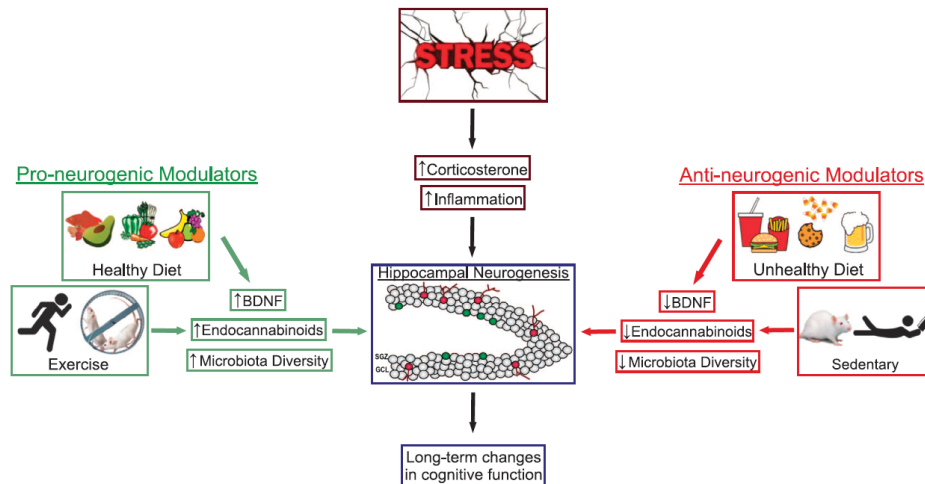 STRESS
↑Corticosterone
↑Inflammation
Pro-neurogenic Modulators
Healthy Diet
Exercise
↑BDNF
↑Endocannabinoids
↑Microbiota Diversity
Hippocampal Neurogenesis
SGZ
GCL
Anti-neurogenic Modulators
Unhealthy Diet
Sedentary
↓BDNF
↓Endocannabinoids
↓Microbiota Diversity
Long-term changes
in cognitive function